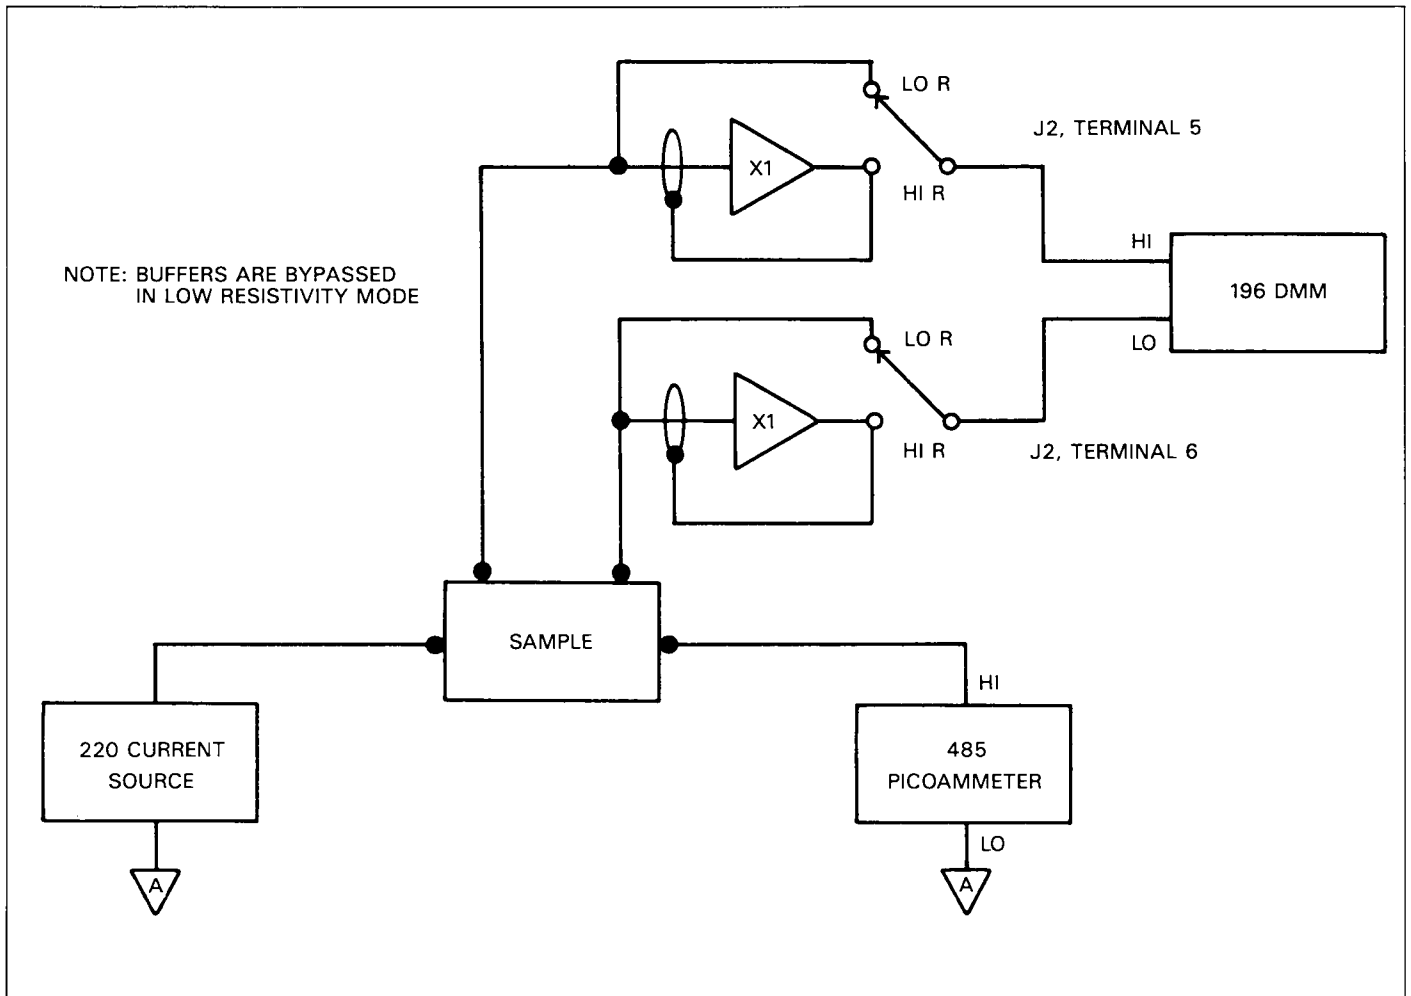 LO R
J2, TERMINAL 5
X1
HI R
HI
NOTE: BUFFERS ARE BYPASSED
IN LOW RESISTIVITY MODE
196 DMM
LO R
LO
X1
HI R
J2, TERMINAL 6
SAMPLE
HI
220 CURRENT
SOURCE
485
PICOAMMETER
LO
A
A